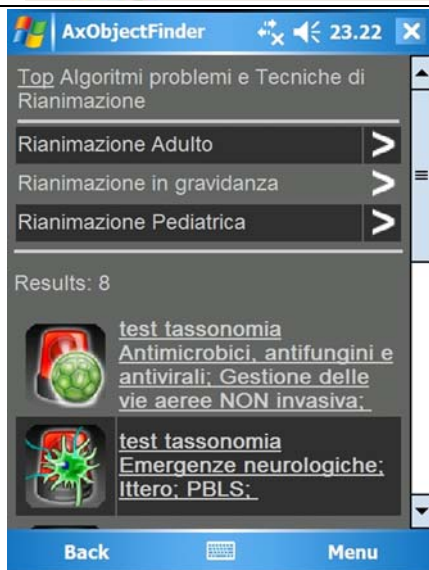 AxObjectFinder 23.22
Top Algoritmi problemi e Tecniche di
Rianimazione
Rianimazione Adulto >
Rianimazione in gravidanza >
Rianimazione Pediatrica >
Results: 8
test tassonomia
Antimicrobici, antifungini e
antivirali; Gestione delle
vie aeree NON invasiva;
test tassonomia
Emergenze neurologiche;
Ittero; PBLS;
Back Menu